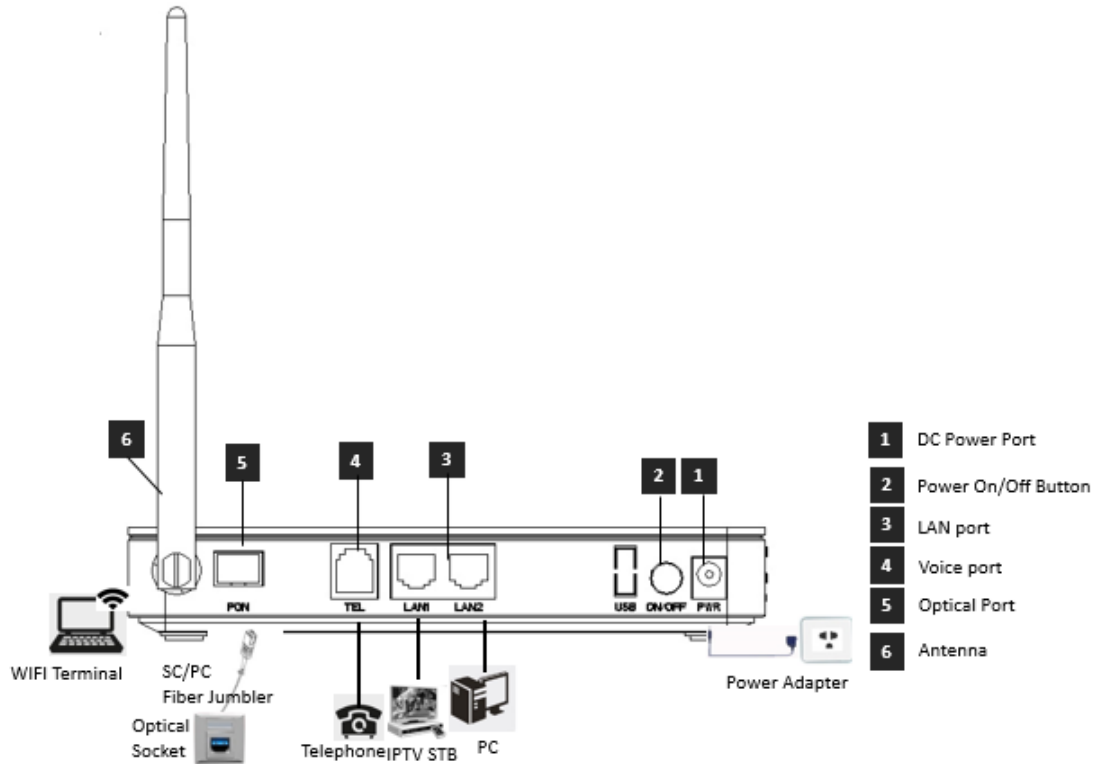 6
5
4
3
2
1
PON
TEL
LAN1
LAN2
USB
ON/OFF
PWR
WIFI Terminal
SC/PC
Fiber Jumbler
Optical
Socket
Telephone
IPTV STB
PC
Power Adapter
1 DC Power Port
2 Power On/Off Button
3 LAN port
4 Voice port
5 Optical Port
6 Antenna